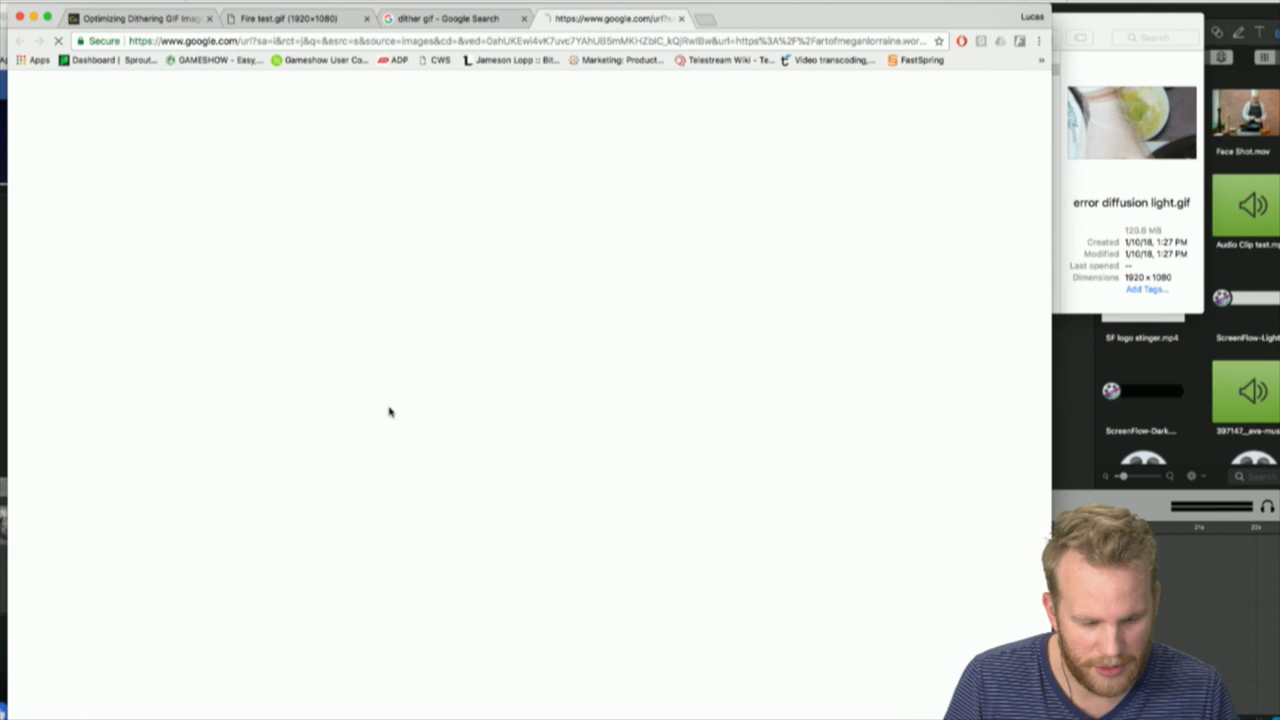 Optimizing Dithering GIF Imag
Fire test.gif (1920×1080)
dither gif - Google Search
https://www.google.com/url?s
Lucas
Secure
Search
Apps
Dashboard | Sprout...
GAMESHOW - Easy,...
Gameshow User Co...
ADP
CWS
Jameson Lopp :: Bit...
Marketing: Product...
Telestream Wiki - Te...
Video transcoding,...
FastSpring
»
Face Shot.mov
error diffusion light.gif
120.6 MB
Created 1/10/18, 1:27 PM
Modified 1/10/18, 1:27 PM
Last opened --
Dimensions 1920 × 1080
Add Tags...
Audio Clip test.m
SF logo stinger.mp4
ScreenFlow-Light
ScreenFlow-Dark....
397147__ava-mus
Search